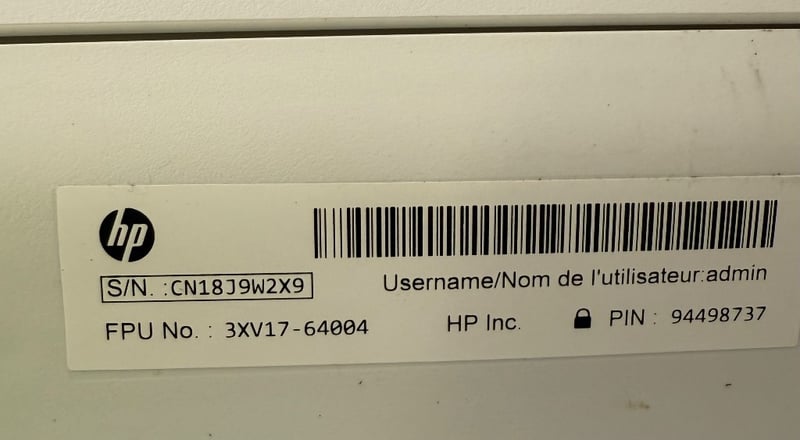 hp
S/N. :CN18J9W2X9
Username/Nom de l'utilisateur:admin
FPU No. : 3XV17-64004
HP Inc.
PIN : 94498737